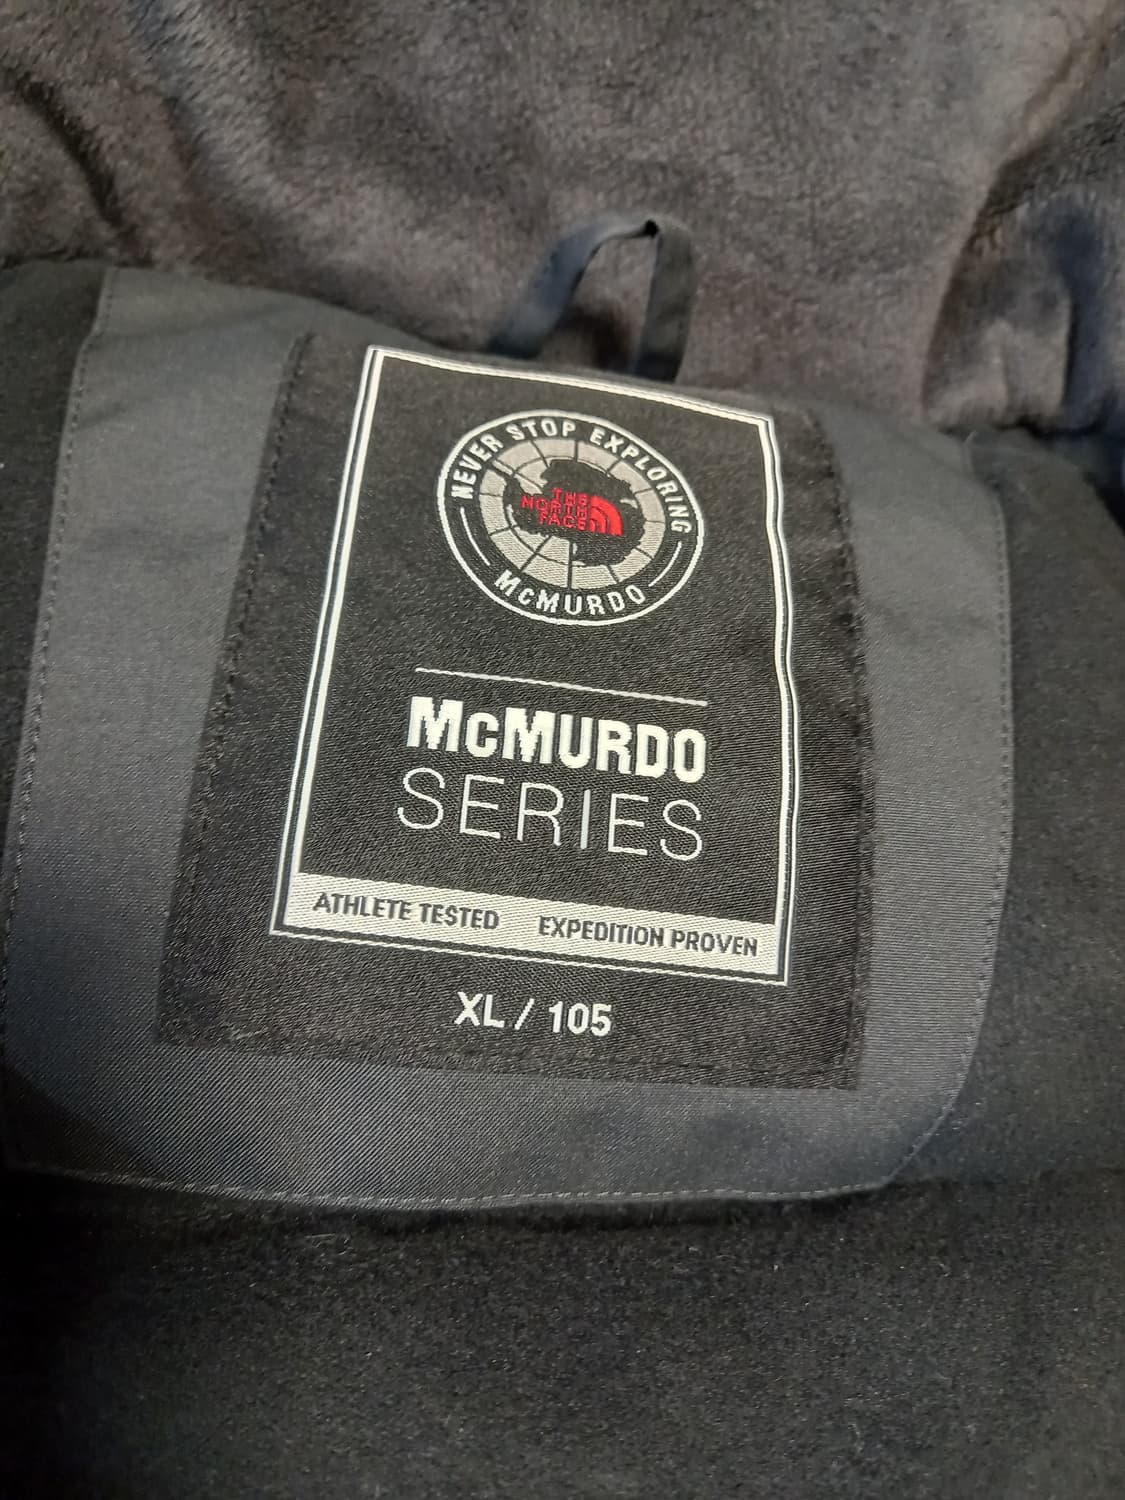 NEVER STOP EXPLORING
THE
NORTH
FACE
McMURDO
McMURDO
SERIES
ATHLETE TESTED EXPEDITION PROVEN
XL / 105